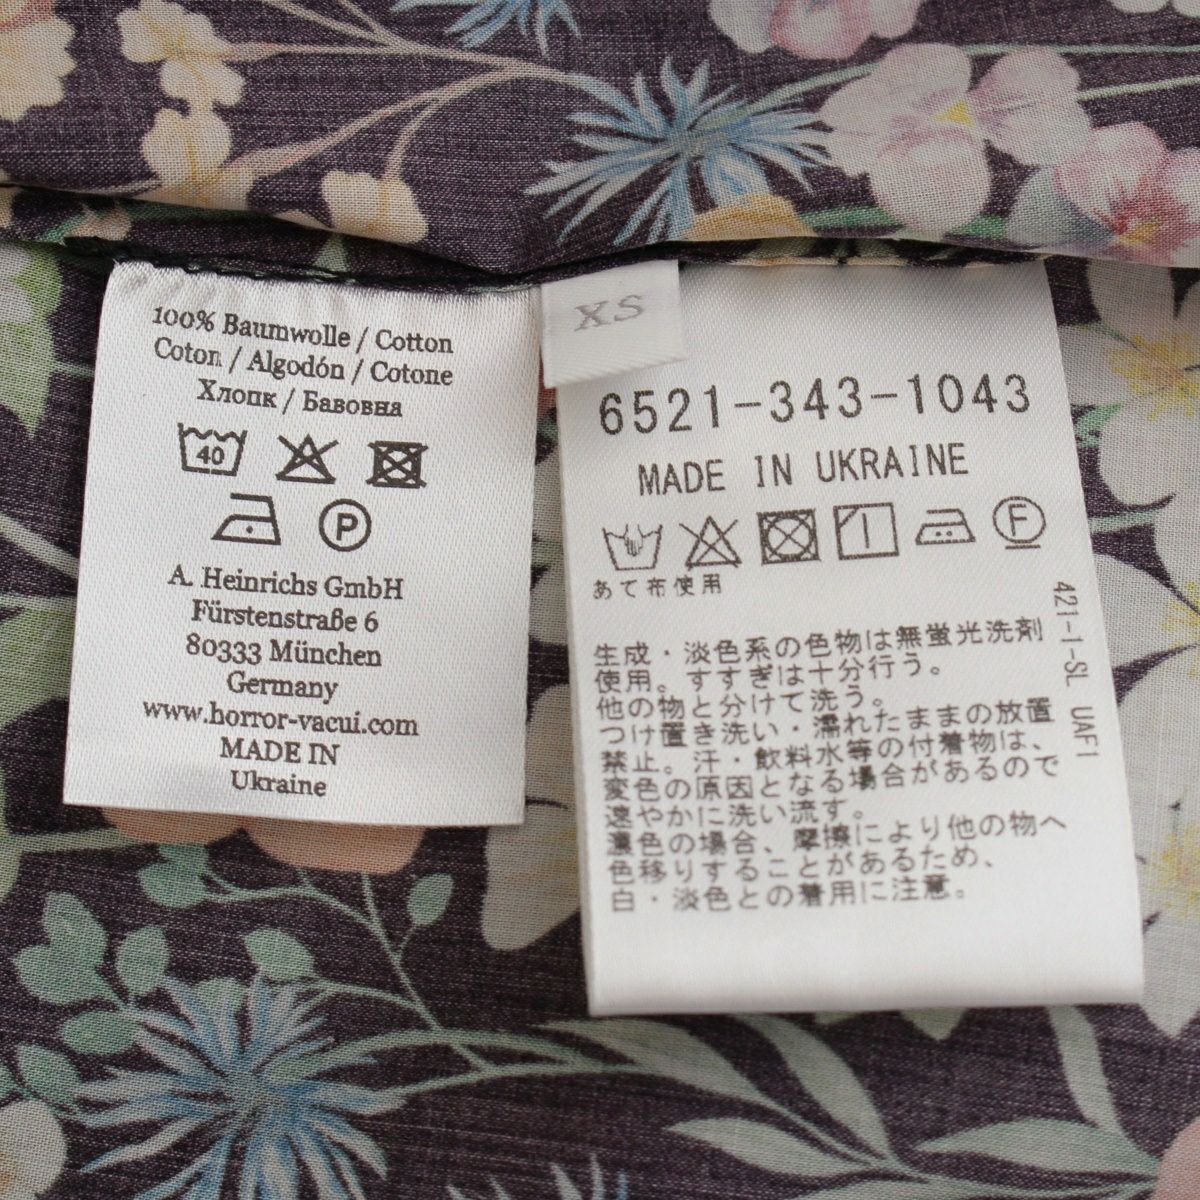 100% Baumwolle / Cotton
Coton / Algodón / Cotone
Хлопк / Бавовна
40
P
A. Heinrichs GmbH
Fürstenstraße 6
80333 München
Germany
www.horror-vacui.com
MADE IN
Ukraine
XS
6521-343-1043
MADE IN UKRAINE
F
あて布使用
生成・淡色系の色物は無蛍光洗剤
使用。すすぎは十分行う。
他の物と分けて洗う。
つけ置き洗い・濡れたままの放置
禁止。汗・飲料水等の付着物は、
変色の原因となる場合があるので
速やかに洗い流す。
濃色の場合、摩擦により他の物へ
色移りすることがあるため、
白・淡色との着用に注意。
421-1-SL UAF1